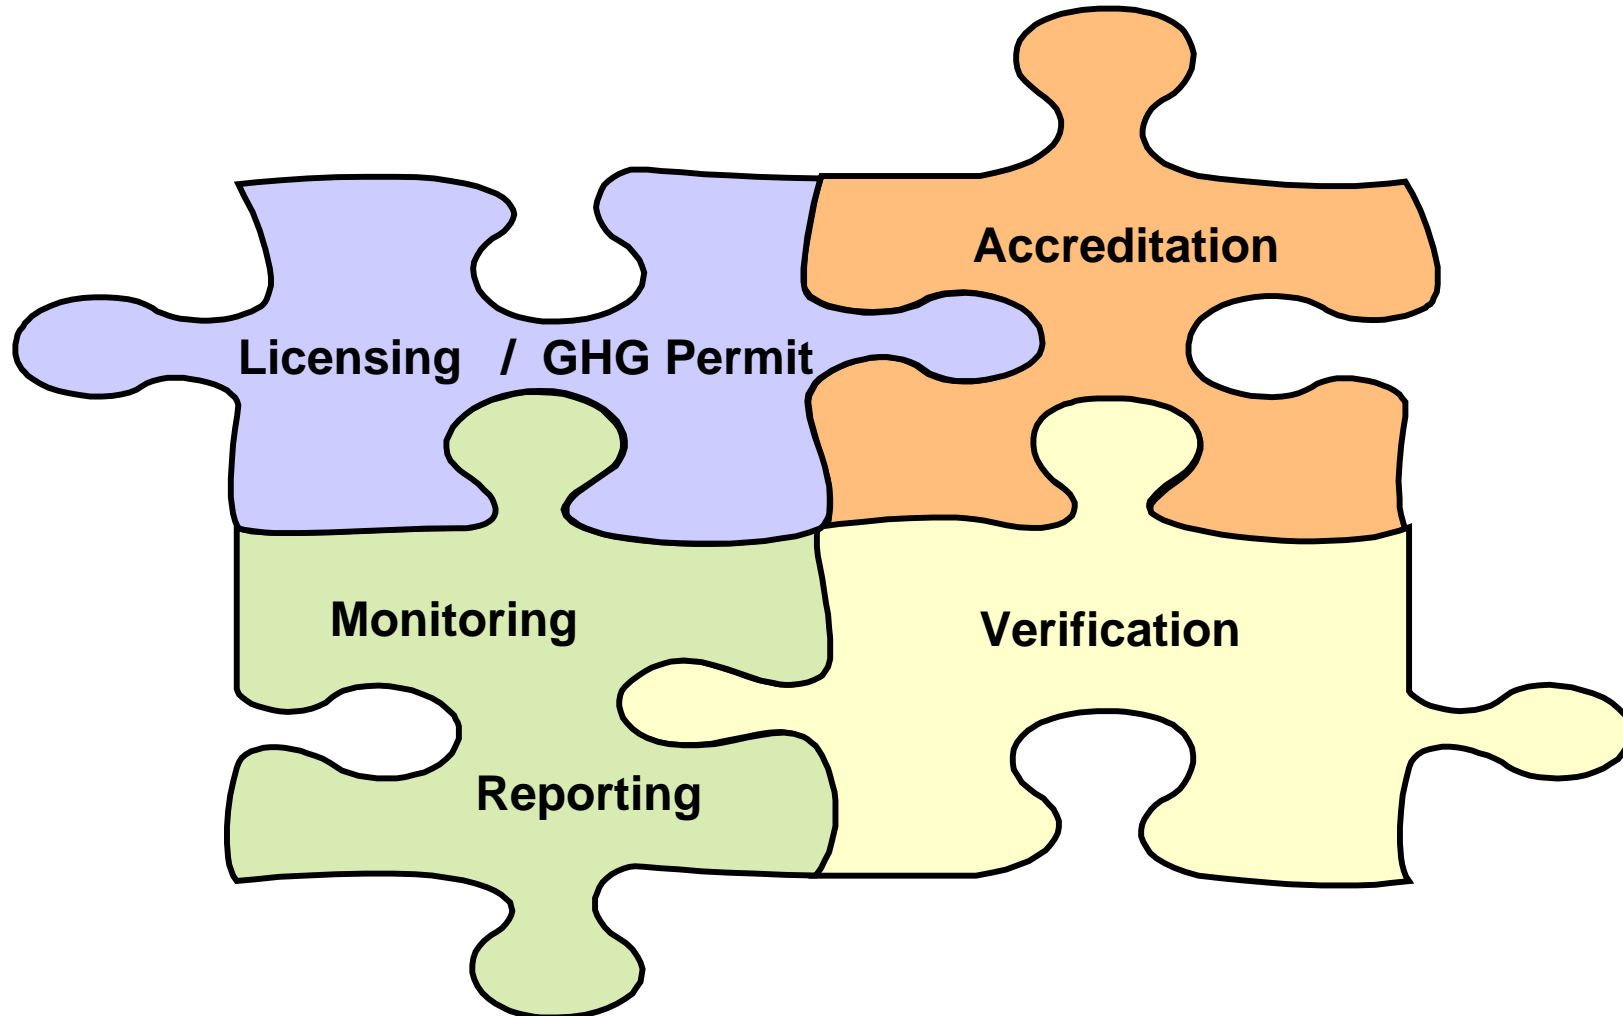 Accreditation
Licensing / GHG Permit
Monitoring
Verification
Reporting